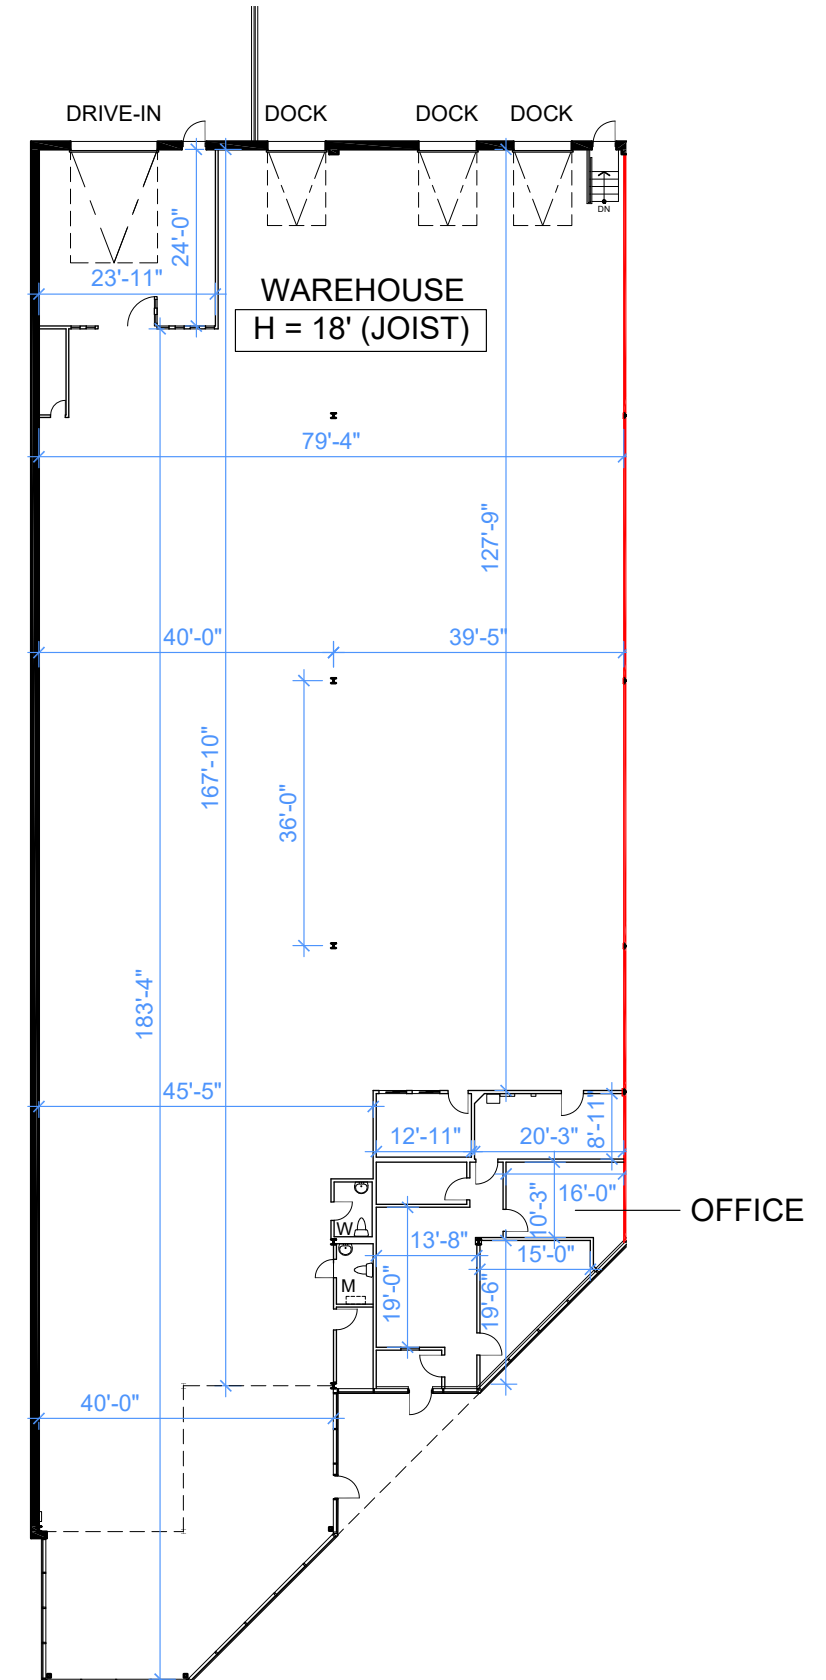 DRIVE-IN
DOCK
DOCK
DOCK
24'-0"
DN
23'-11"
WAREHOUSE
H = 18' (JOIST)
79'-4"
127'-9"
40'-0"
39'-5"
167'-10"
36'-0"
183'-4"
45'-5"
12'-11"
20'-3"
8'-11"
10'-3"
16'-0"
OFFICE
W
13'-8"
15'-0"
M
19'-0"
19'-6"
40'-0"